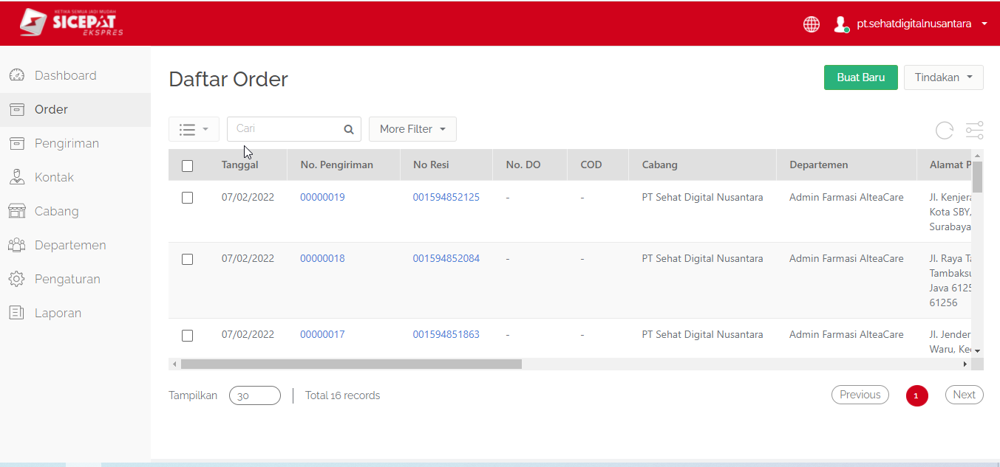 KETIKA SEMUA JADI MUDAH
SICEPAT
EKSPRES
pt.sehatdigitalnusantara
Dashboard
Order
Pengiriman
Kontak
Cabang
Departemen
Pengaturan
Laporan
Daftar Order
Buat Baru
Tindakan
Cari
More Filter
Tanggal No. Pengiriman No Resi No. DO COD Cabang Departemen Alamat P
07/02/2022 00000019 001594852125 - - PT Sehat Digital Nusantara Admin Farmasi AlteaCare Jl. Kenjera
Kota SBY,
Surabaya
07/02/2022 00000018 001594852084 - - PT Sehat Digital Nusantara Admin Farmasi AlteaCare Jl. Raya Ta
Tambaksu
Java 6125
61256
07/02/2022 00000017 001594851863 - - PT Sehat Digital Nusantara Admin Farmasi AlteaCare Jl. Jender
Waru, Kec
Tampilkan 30 Total 16 records
Previous 1 Next